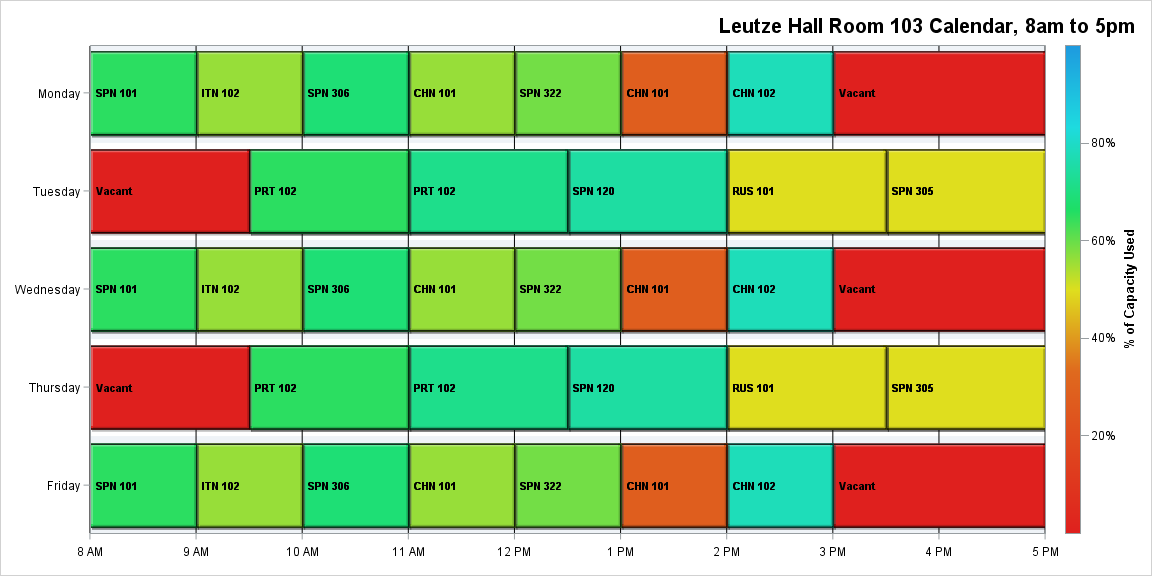 Leutze Hall Room 103 Calendar, 8am to 5pm
Monday
SPN 101
ITN 102
SPN 306
CHN 101
SPN 322
CHN 101
CHN 102
Vacant
Tuesday
Vacant
PRT 102
PRT 102
SPN 120
RUS 101
SPN 305
Wednesday
SPN 101
ITN 102
SPN 306
CHN 101
SPN 322
CHN 101
CHN 102
Vacant
Thursday
Vacant
PRT 102
PRT 102
SPN 120
RUS 101
SPN 305
Friday
SPN 101
ITN 102
SPN 306
CHN 101
SPN 322
CHN 101
CHN 102
Vacant
8 AM
9 AM
10 AM
11 AM
12 PM
1 PM
2 PM
3 PM
4 PM
5 PM
80%
60%
40%
20%
% of Capacity Used